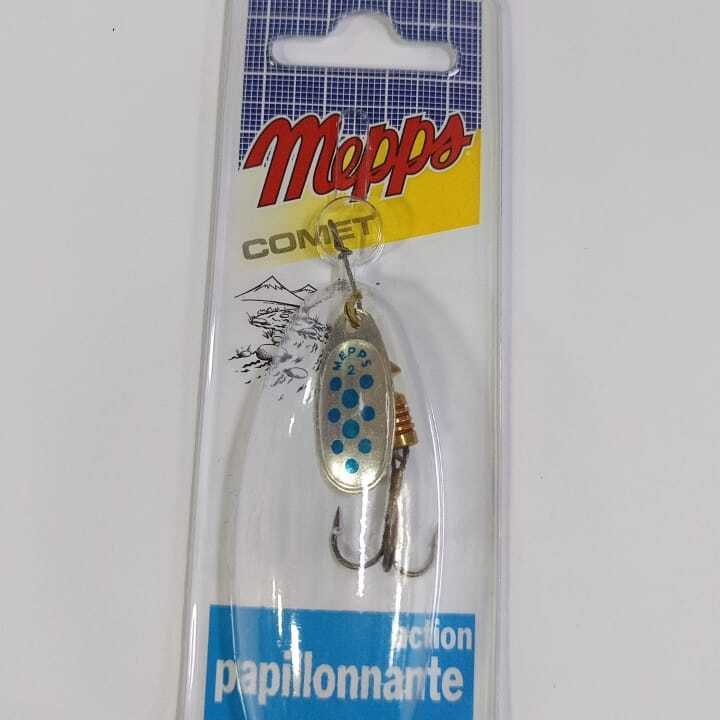 Mepps
COMET
MEPPS
2
action
papillonnante